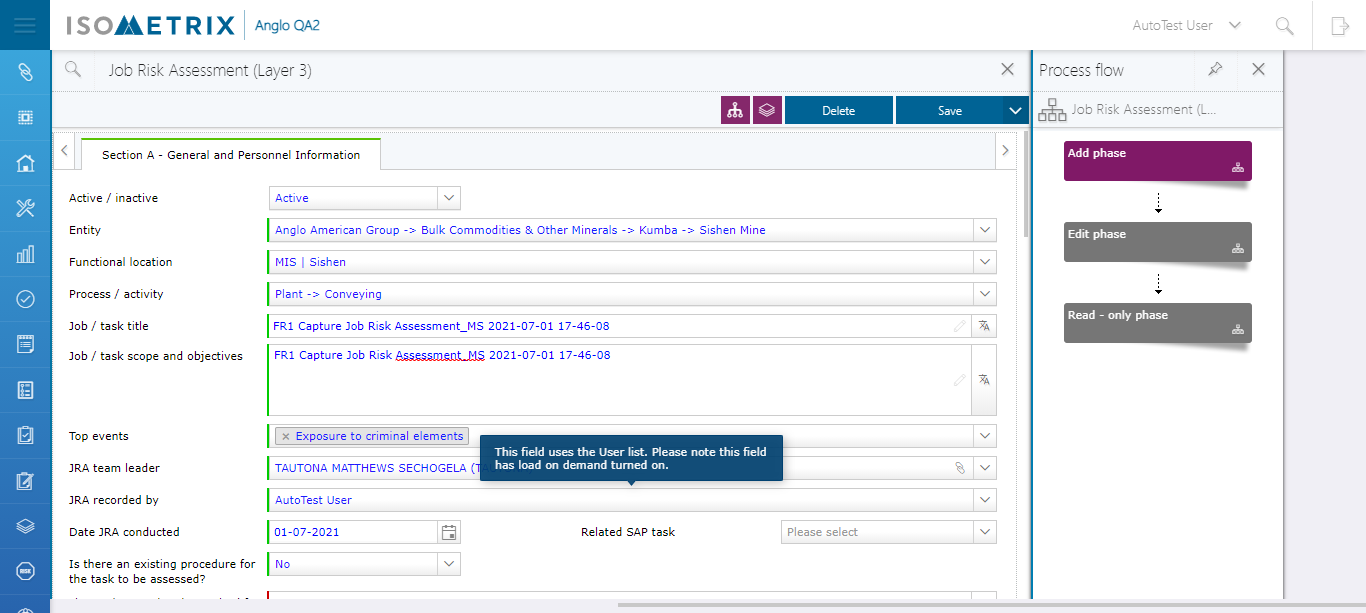 ISOMETRIX Anglo QA2 AutoTest User
Job Risk Assessment (Layer 3)
Process flow
Delete Save
Job Risk Assessment (L...
Section A - General and Personnel Information
Add phase
Edit phase
Read - only phase
Active / inactive Active
Entity Anglo American Group -> Bulk Commodities & Other Minerals -> Kumba -> Sishen Mine
Functional location MIS | Sishen
Process / activity Plant -> Conveying
Job / task title FR1 Capture Job Risk Assessment_MS 2021-07-01 17-46-08
Job / task scope and objectives FR1 Capture Job Risk Assessment_MS 2021-07-01 17-46-08
Top events × Exposure to criminal elements
This field uses the User list. Please note this field
has load on demand turned on.
JRA team leader TAUTONA MATTHEWS SECHOGELA
JRA recorded by AutoTest User
Date JRA conducted 01-07-2021 Related SAP task Please select
Is there an existing procedure for
the task to be assessed? No